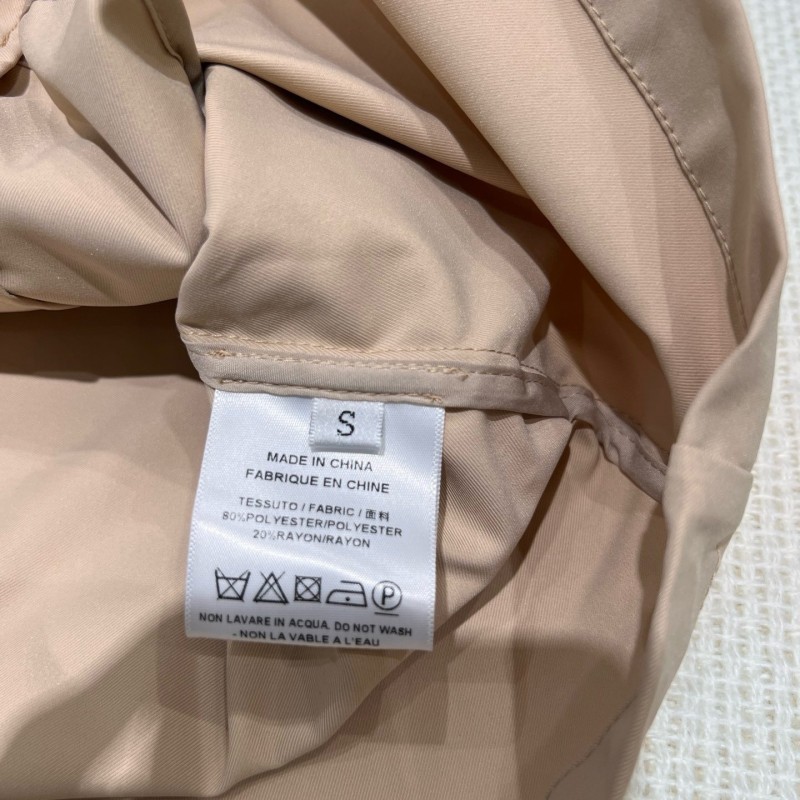 S
MADE IN CHINA
FABRIQUE EN CHINE
TESSUTO / FABRIC / 面料
80%POLYESTER/POLYESTER
20%RAYON/RAYON
P
NON LAVARE IN ACQUA. DO NOT WASH
- NON LA VABLE A L'EAU